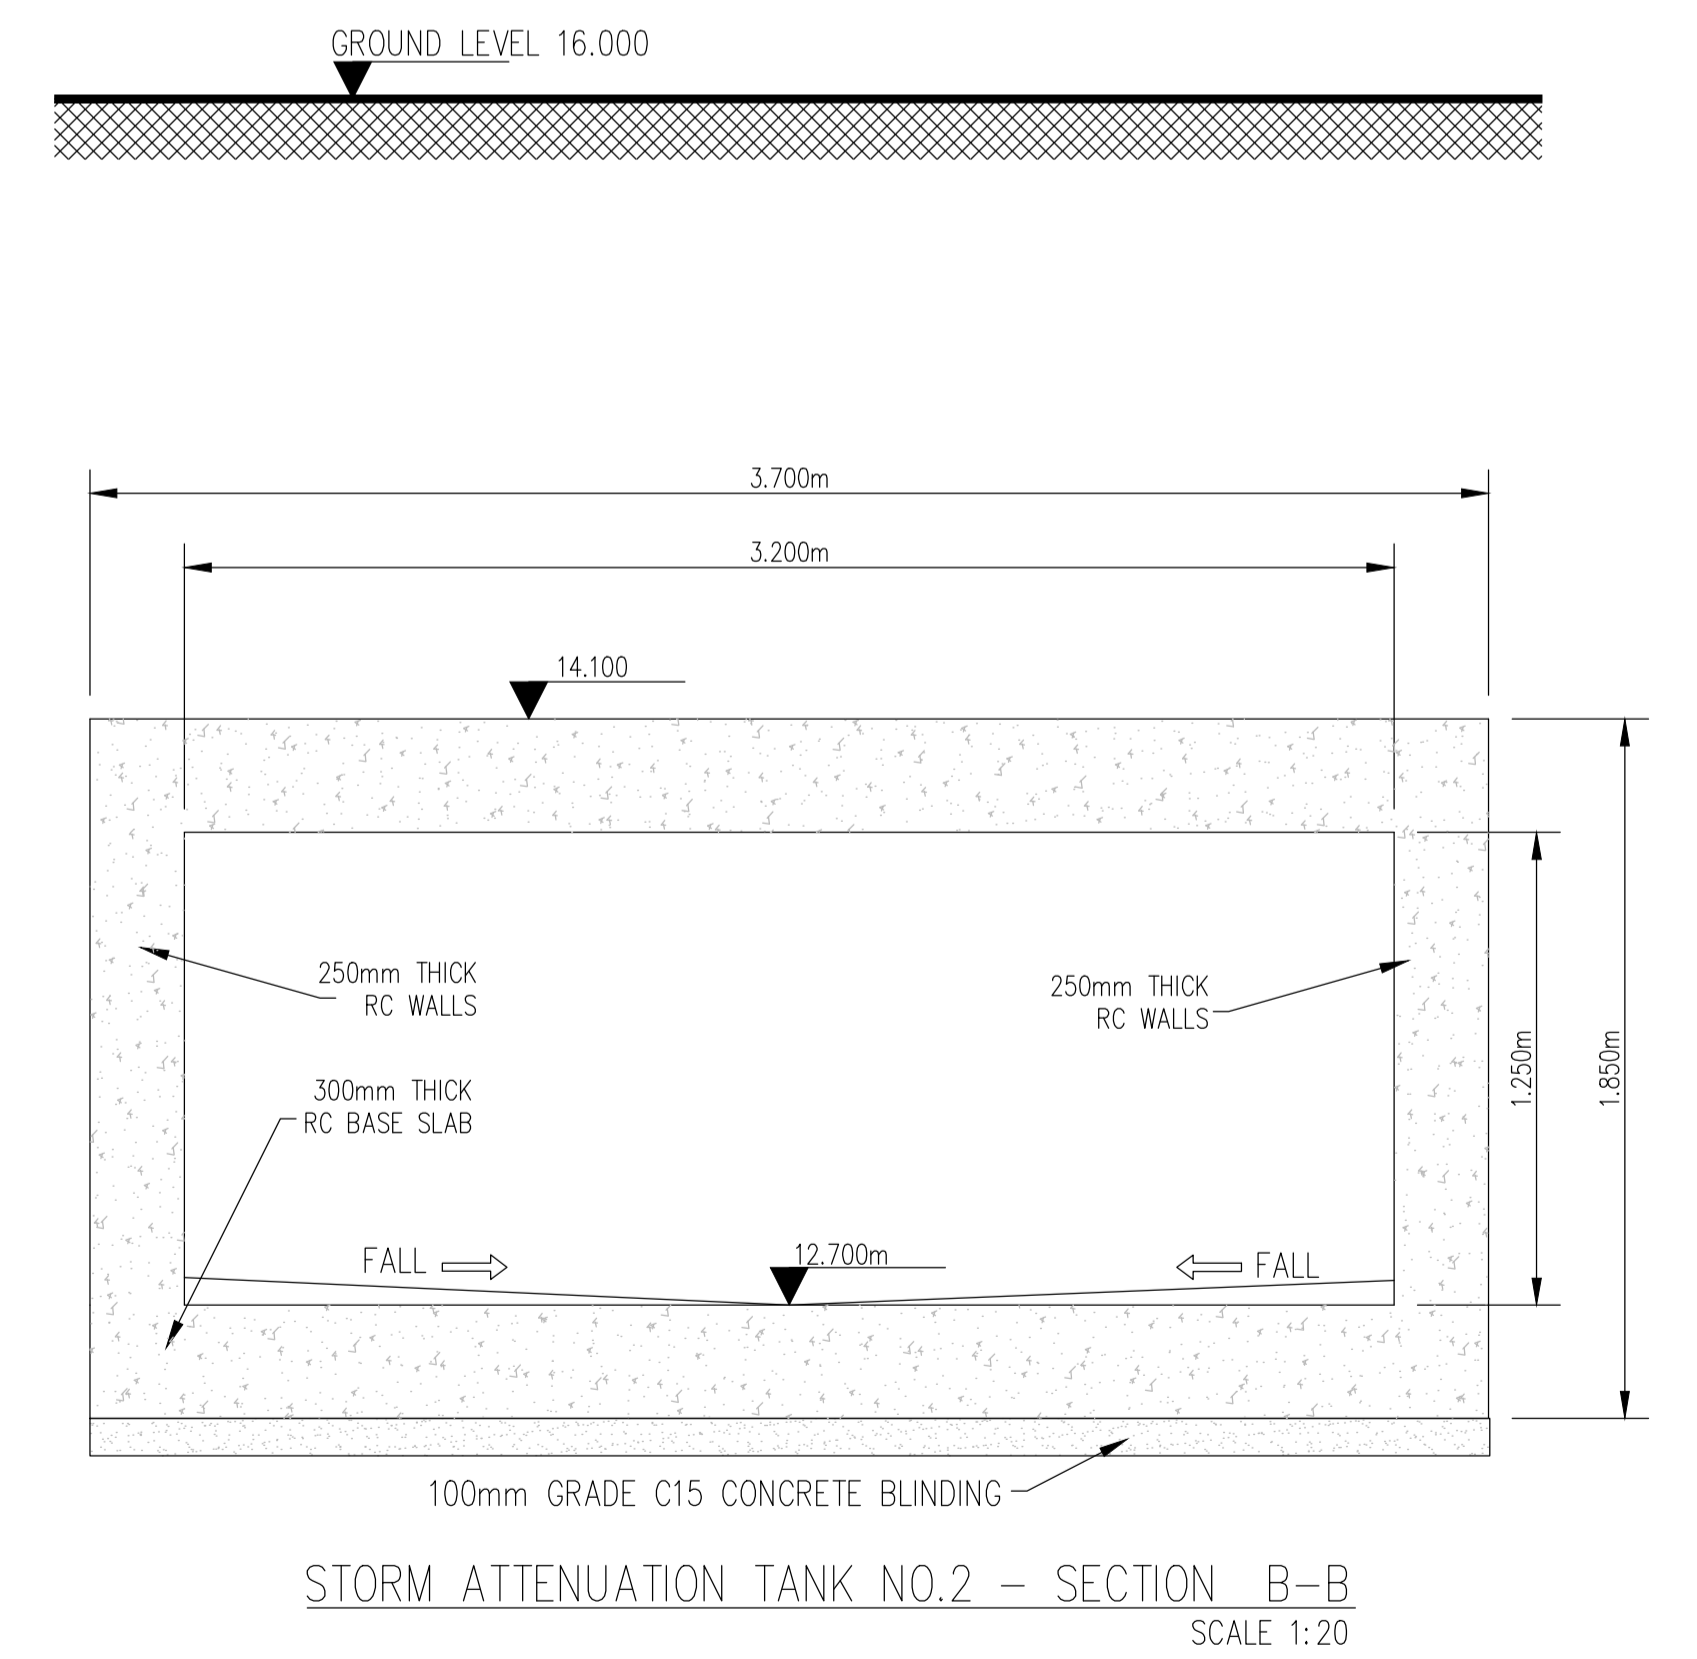 GROUND LEVEL 16.000
3.700m
3.200m
14.100
250mm THICK
RC WALLS
250mm THICK
RC WALLS
1.250m
1.850m
300mm THICK
RC BASE SLAB
FALL
12.700m
FALL
100mm GRADE C15 CONCRETE BLINDING
STORM ATTENUATION TANK NO.2 – SECTION B–B
SCALE 1:20